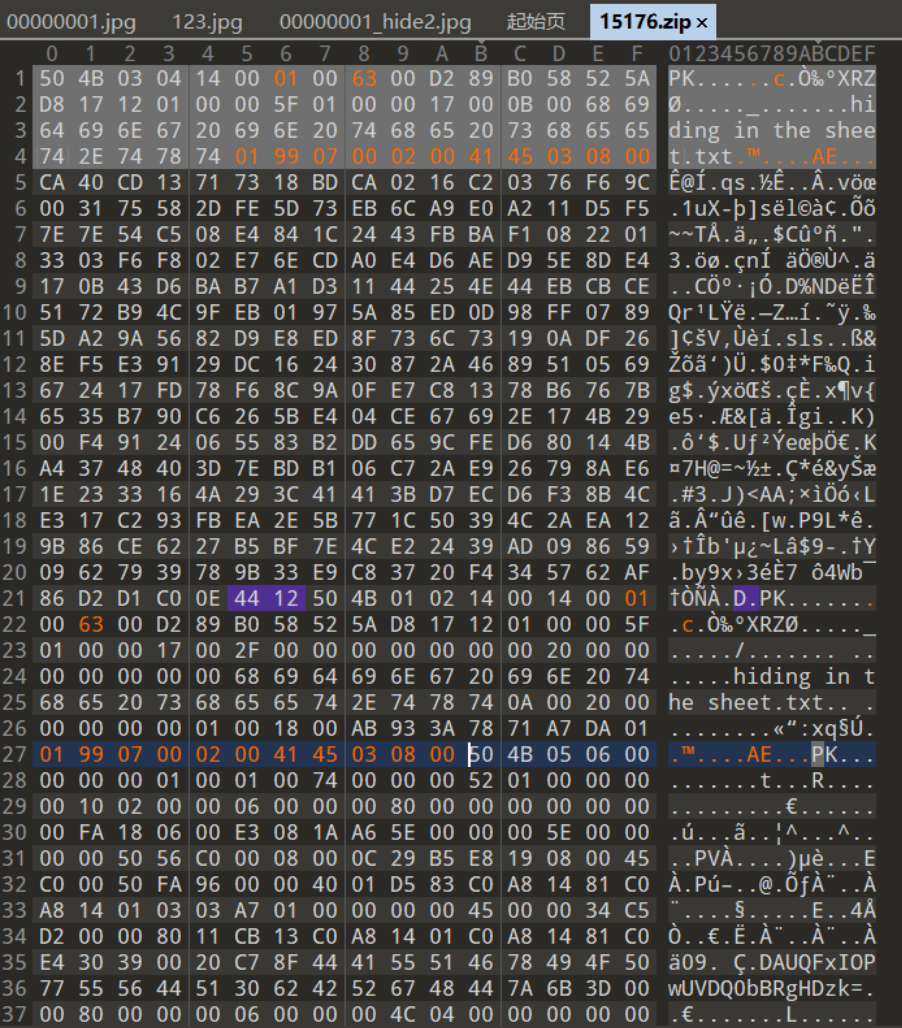 00000001.jpg 123.jpg 00000001_hide2.jpg 起始页 15176.zip ×
0 1 2 3 4 5 6 7 8 9 A B C D E F 0123456789ABCDEF
1 50 4B 03 04 14 00 01 00 63 00 D2 89 B0 58 52 5A PK......c.Ò‰°XRZ
2 D8 17 12 01 00 00 5F 01 00 00 17 00 0B 00 68 69 Ø....._.......hi
3 64 69 6E 67 20 69 6E 20 74 68 65 20 73 68 65 65 ding in the shee
4 74 2E 74 78 74 01 99 07 00 02 00 41 45 03 08 00 t.txt.™....AE...
5 CA 40 CD 13 71 73 18 BD CA 02 16 C2 03 76 F6 9C Ê@Í.qs.½Ê..Â.vöœ
6 00 31 75 58 2D FE 5D 73 EB 6C A9 E0 A2 11 D5 F5 .1uX-þ]sël©à¢.Õõ
7 7E 7E 54 C5 08 E4 84 1C 24 43 FB BA F1 08 22 01 ~~TÅ.ä„.$Cûºñ.".
8 33 03 F6 F8 02 E7 6E CD A0 E4 D6 AE D9 5E 8D E4 3.öø.çnÍ äÖ®Ù^.ä
9 17 0B 43 D6 BA B7 A1 D3 11 44 25 4E 44 EB CB CE ..CÖº·¡Ó.D%NDëËÎ
10 51 72 B9 4C 9F EB 01 97 5A 85 ED 0D 98 FF 07 89 Qr¹LŸë.—Z…í.˜ÿ.‰
11 5D A2 9A 56 82 D9 E8 ED 8F 73 6C 73 19 0A DF 26 ]¢šV‚Ùèí.sls..ß&
12 8E F5 E3 91 29 DC 16 24 30 87 2A 46 89 51 05 69 Žõã‘)Ü.$0‡*F‰Q.i
13 67 24 17 FD 78 F6 8C 9A 0F E7 C8 13 78 B6 76 7B g$.ýxöŒš.çÈ.x¶v{
14 65 35 B7 90 C6 26 5B E4 04 CE 67 69 2E 17 4B 29 e5·.Æ&[ä.Îgi..K)
15 00 F4 91 24 06 55 83 B2 DD 65 9C FE D6 80 14 4B .ô‘$.Uƒ²ÝeœþÖ€.K
16 A4 37 48 40 3D 7E BD B1 06 C7 2A E9 26 79 8A E6 ¤7H@=~½±.Ç*é&yŠæ
17 1E 23 33 16 4A 29 3C 41 41 3B D7 EC D6 F3 8B 4C .#3.J)<AA;×ìÖó‹L
18 E3 17 C2 93 FB EA 2E 5B 77 1C 50 39 4C 2A EA 12 ã.Â“ûê.[w.P9L*ê.
19 9B 86 CE 62 27 B5 BF 7E 4C E2 24 39 AD 09 86 59 ›†Îb'µ¿~Lâ$9-.†Y
20 09 62 79 39 78 9B 33 E9 C8 37 20 F4 34 57 62 AF .by9x›3éÈ7 ô4Wb¯
21 86 D2 D1 C0 0E 44 12 50 4B 01 02 14 00 14 00 01 †ÒÑÀ.D.PK.......
22 00 63 00 D2 89 B0 58 52 5A D8 17 12 01 00 00 5F .c.Ò‰°XRZØ....._
23 01 00 00 17 00 2F 00 00 00 00 00 00 00 20 00 00 ...../....... ..
24 00 00 00 00 00 68 69 64 69 6E 67 20 69 6E 20 74 .....hiding in t
25 68 65 20 73 68 65 65 74 2E 74 78 74 0A 00 20 00 he sheet.txt.. .
26 00 00 00 00 01 00 18 00 AB 93 3A 78 71 A7 DA 01 ........«“:xq§Ú.
27 01 99 07 00 02 00 41 45 03 08 00 50 4B 05 06 00 .™....AE...PK...
28 00 00 00 01 00 01 00 74 00 00 00 52 01 00 00 00 .......t...R....
29 00 10 02 00 00 06 00 00 00 80 00 00 00 00 00 00 .........€......
30 00 FA 18 06 00 E3 08 1A A6 5E 00 00 00 5E 00 00 .ú...ã..¦^...^..
31 00 00 50 56 C0 00 08 00 0C 29 B5 E8 19 08 00 45 ..PVÀ....)µè...E
32 C0 00 50 FA 96 00 00 40 01 D5 83 C0 A8 14 81 C0 À.Pú–..@.ÕƒÀ¨..À
33 A8 14 01 03 03 A7 01 00 00 00 00 45 00 00 34 C5 ¨....§.....E..4Å
34 D2 00 00 80 11 CB 13 C0 A8 14 01 C0 A8 14 81 C0 Ò..€.Ë.À¨..À¨..À
35 E4 30 39 00 20 C7 8F 44 41 55 51 46 78 49 4F 50 ä09. Ç.DAUQFxIOP
36 77 55 56 44 51 30 62 42 52 67 48 44 7A 6B 3D 00 wUVDQ0bBRgHDzk=.
37 00 80 00 00 00 06 00 00 00 4C 04 00 00 00 00 00 .€.......L......